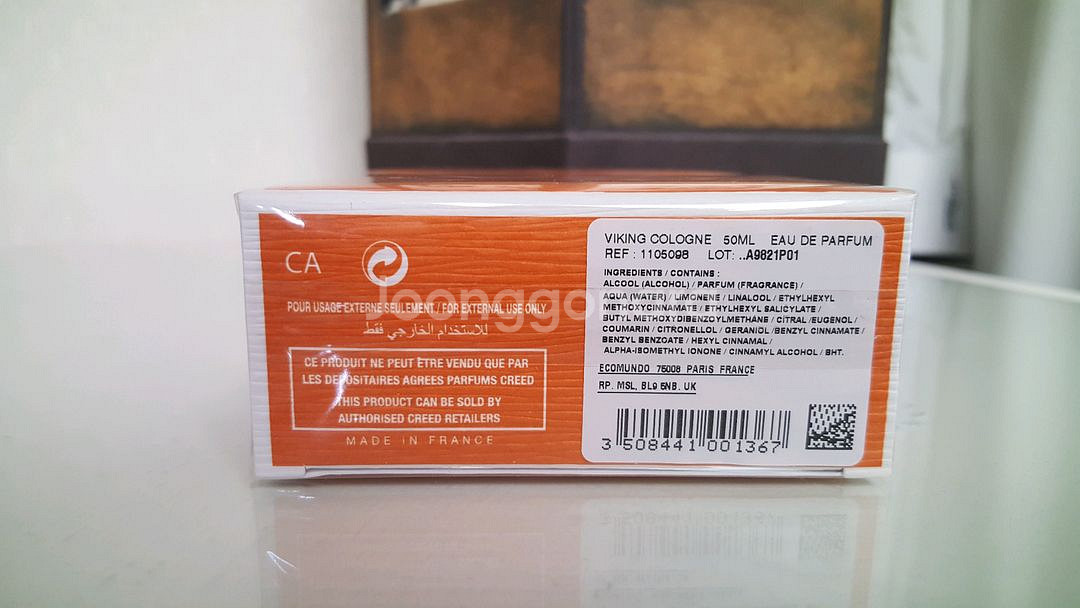 CA
POUR USAGE EXTERNE SEULEMENT / FOR EXTERNAL USE ONLY
للاستخدام الخارجي فقط
CE PRODUIT NE PEUT ÊTRE VENDU QUE PAR
LES DÉPOSITAIRES AGRÉES PARFUMS CREED
THIS PRODUCT CAN BE SOLD BY
AUTHORISED CREED RETAILERS
MADE IN FRANCE
VIKING COLOGNE 50ML EAU DE PARFUM
REF : 1105098 LOT: ..A9821P01
INGREDIENTS / CONTAINS :
ALCOOL (ALCOHOL) / PARFUM (FRAGRANCE) /
AQUA (WATER) / LIMONENE / LINALOOL / ETHYLHEXYL
METHOXYCINNAMATE / ETHYLHEXYL SALICYLATE /
BUTYL METHOXYDIBENZOYLMETHANE / CITRAL /EUGENOL /
COUMARIN / CITRONELLOL / GERANIOL /BENZYL CINNAMATE /
BENZYL BENZOATE / HEXYL CINNAMAL /
ALPHA-ISOMETHYL IONONE / CINNAMYL ALCOHOL / BHT.
ECOMUNDO 75008 PARIS FRANCE
RP. MSL, BL9 5NB. UK
3 508441 001367